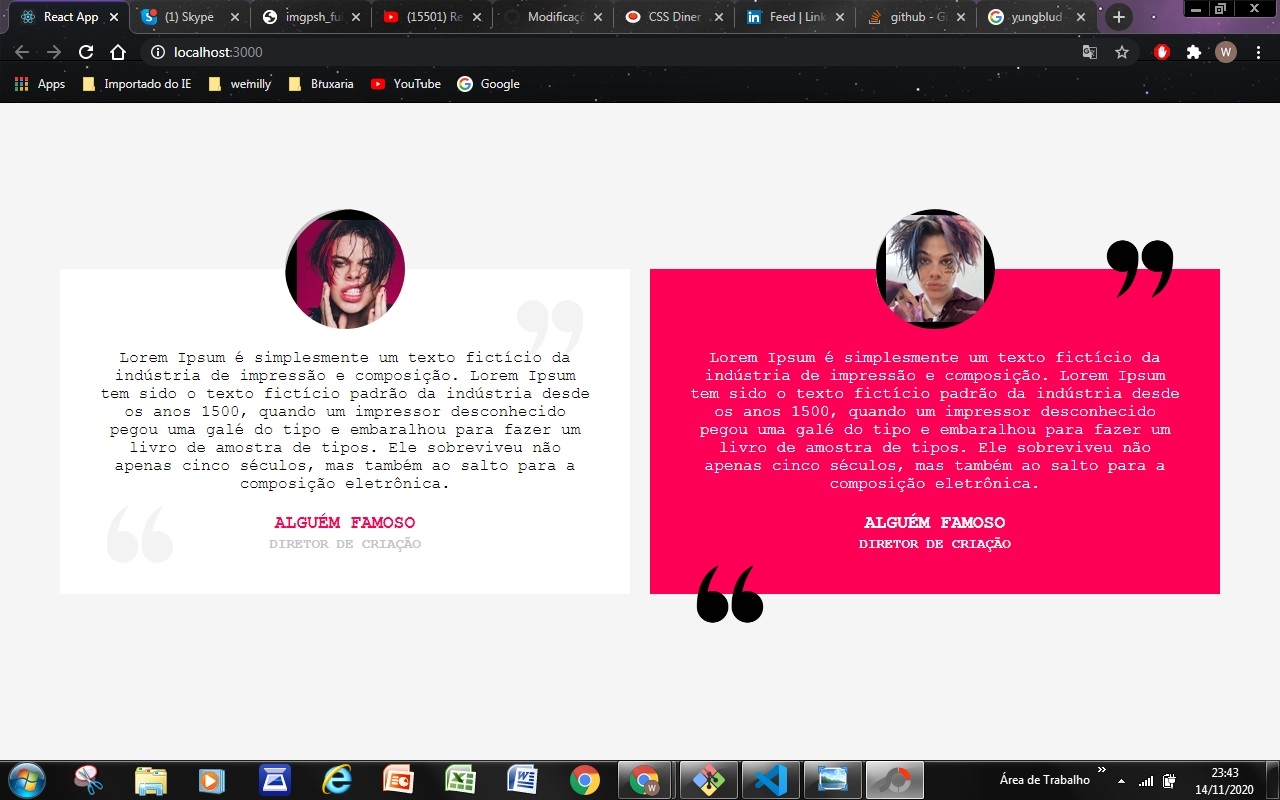 React App
(1) Skype
imgpsh_ful
(15501) Re
Modificaçõ
CSS Diner
Feed | Link
github - G
yungblud -
localhost:3000
W
Apps
Importado do IE
wemilly
Bruxaria
YouTube
Google
Lorem Ipsum é simplesmente um texto fictício da
indústria de impressão e composição. Lorem Ipsum
tem sido o texto fictício padrão da indústria desde
os anos 1500, quando um impressor desconhecido
pegou uma galé do tipo e embaralhou para fazer um
livro de amostra de tipos. Ele sobreviveu não
apenas cinco séculos, mas também ao salto para a
composição eletrônica.
ALGUÉM FAMOSO
DIRETOR DE CRIAÇÃO
Lorem Ipsum é simplesmente um texto fictício da
indústria de impressão e composição. Lorem Ipsum
tem sido o texto fictício padrão da indústria desde
os anos 1500, quando um impressor desconhecido
pegou uma galé do tipo e embaralhou para fazer um
livro de amostra de tipos. Ele sobreviveu não
apenas cinco séculos, mas também ao salto para a
composição eletrônica.
ALGUÉM FAMOSO
DIRETOR DE CRIAÇÃO
Área de Trabalho
23:43
14/11/2020